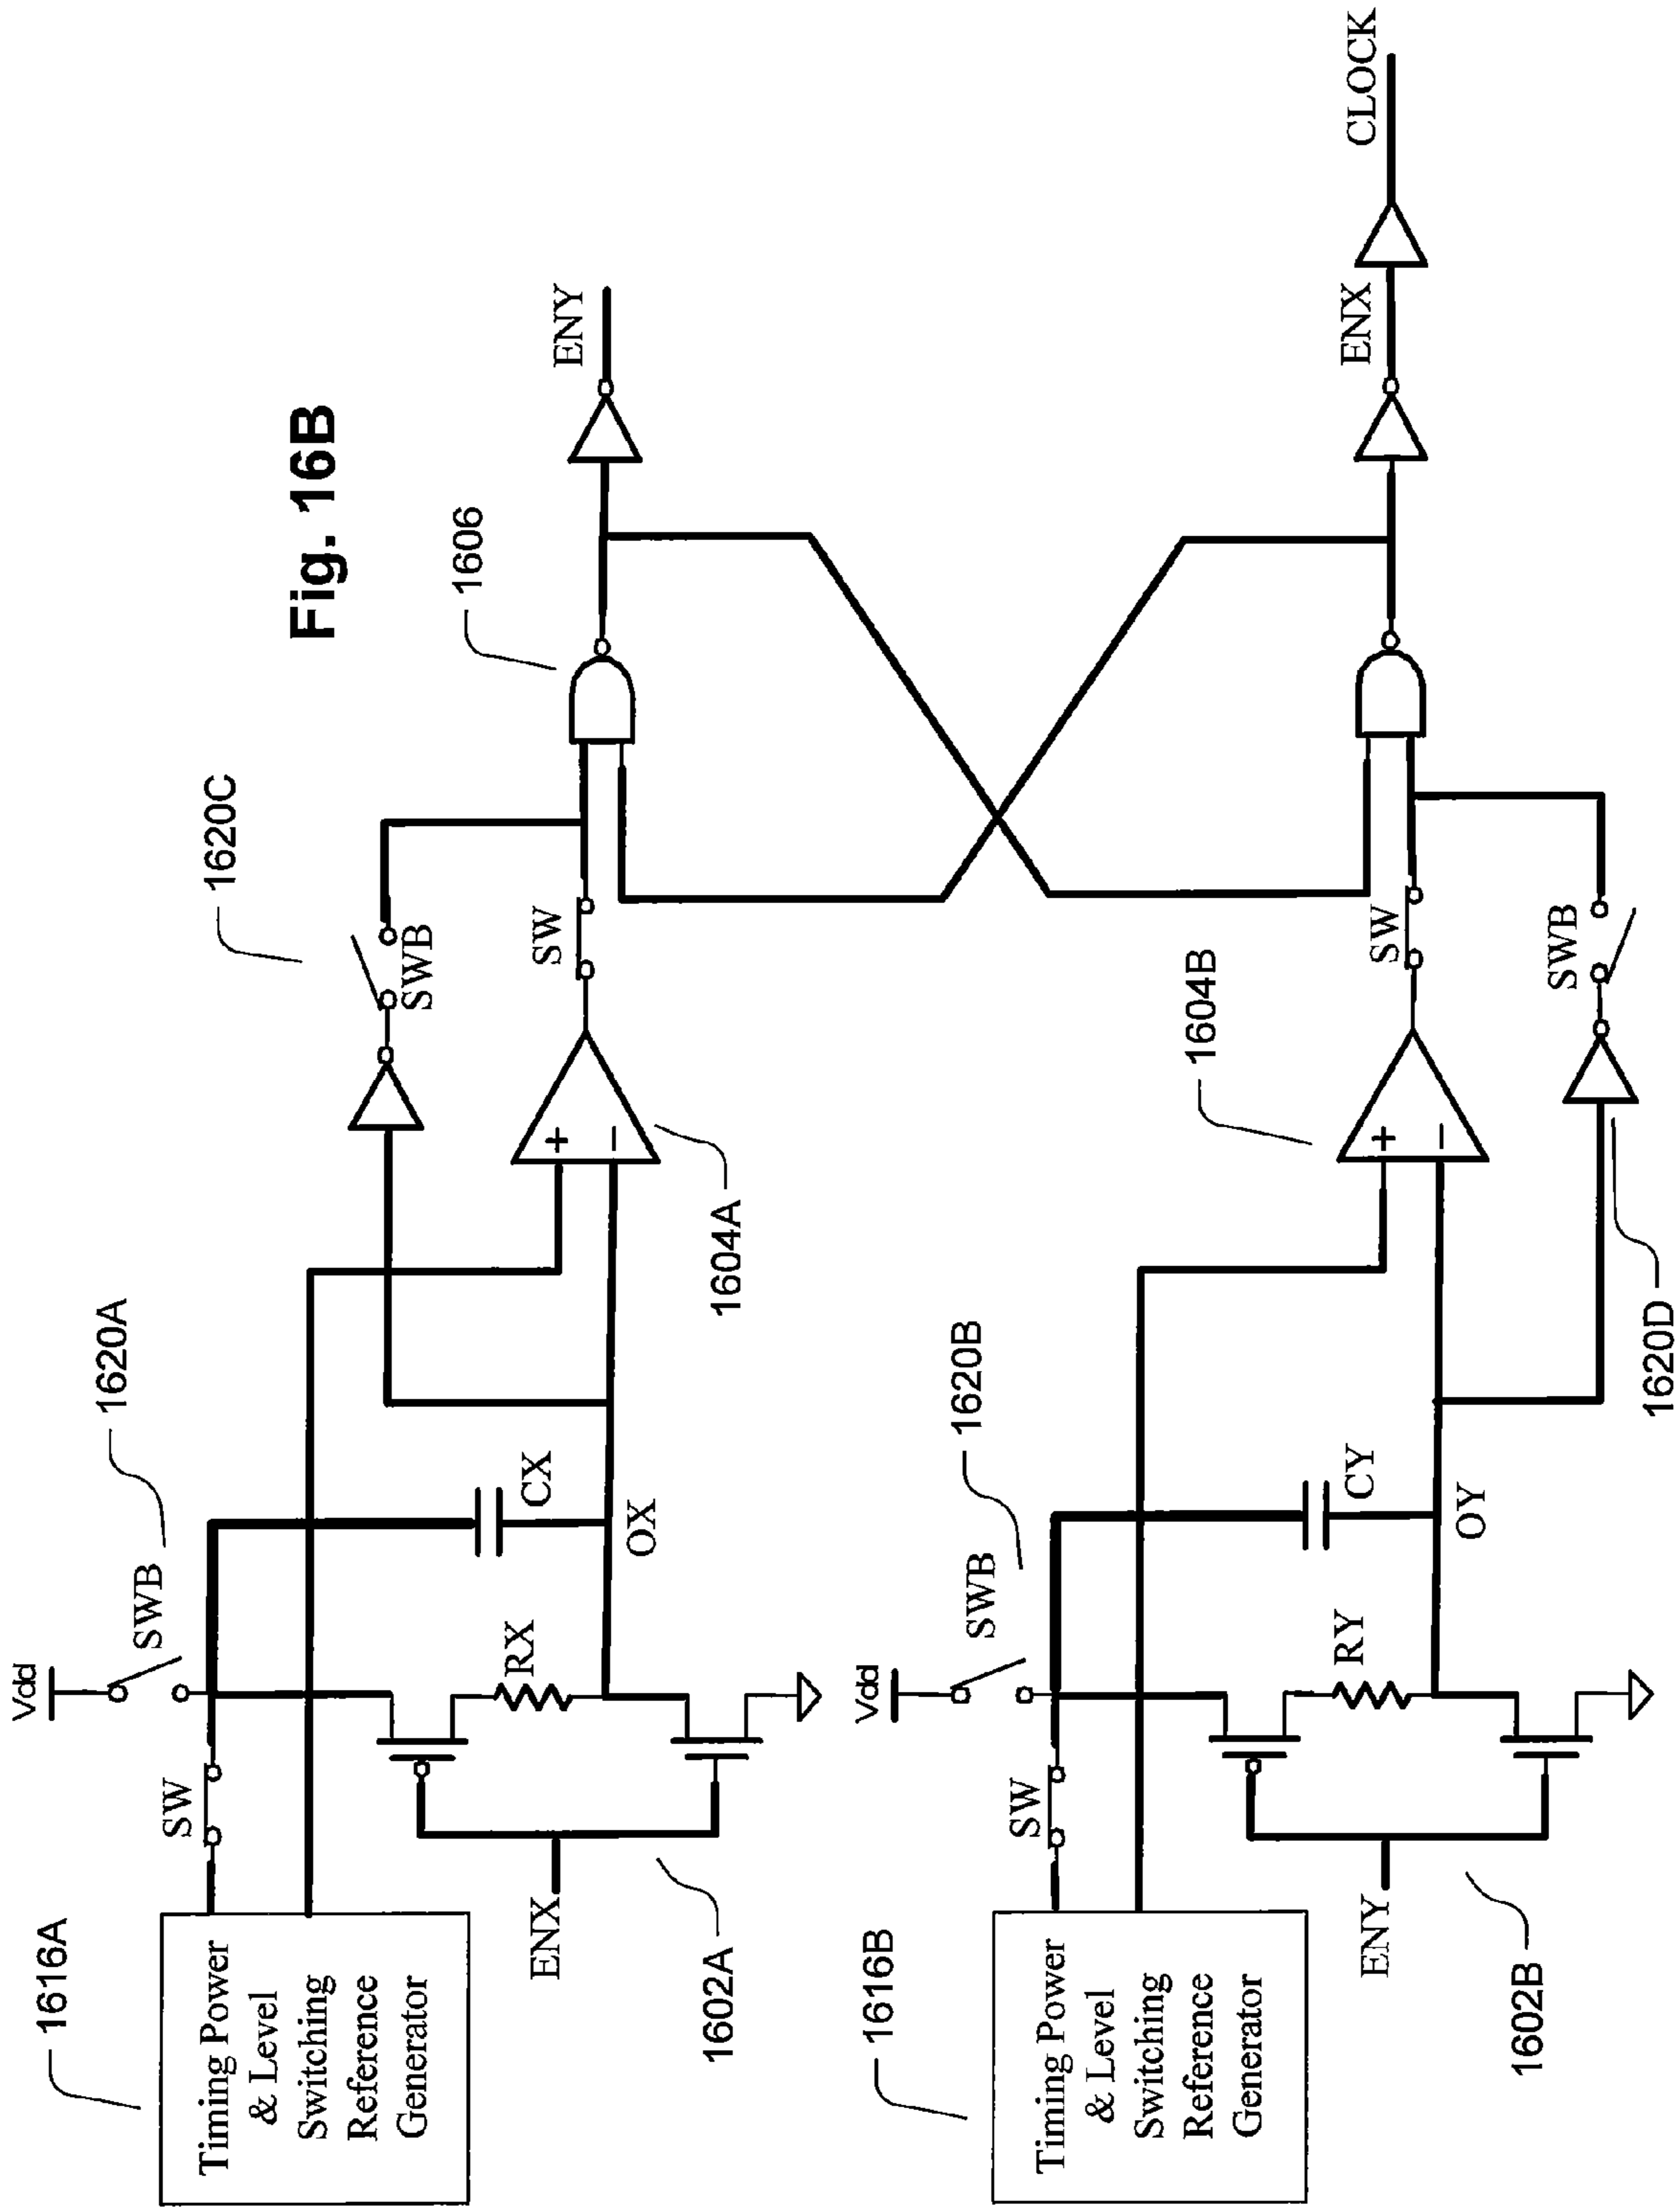 Fig. 16B
1616A
Timing Power
& Level
Switching
Reference
Generator
SW
Vdd
SWB
1620A
ENX
1602A
RX
CX
OX
1604A
+
−
SWB
1620C
SW
1606
ENY
1616B
Timing Power
& Level
Switching
Reference
Generator
SW
Vdd
SWB
1620B
ENY
1602B
RY
CY
OY
1604B
+
−
SW
SWB
1620D
ENX
CLOCK